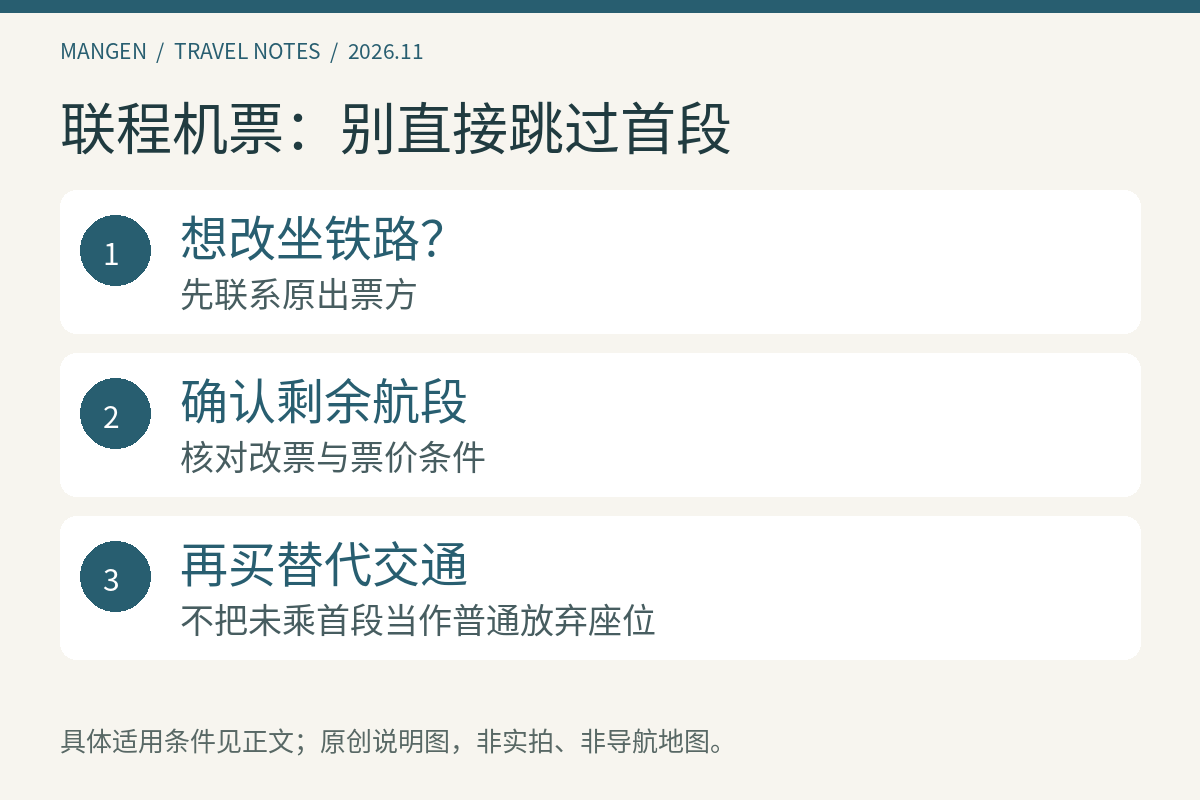 MANGEN / TRAVEL NOTES / 2026.11
联程机票：别直接跳过首段
1
想改坐铁路？
先联系原出票方
2
确认剩余航段
核对改票与票价条件
3
再买替代交通
不把未乘首段当作普通放弃座位
具体适用条件见正文；原创说明图，非实拍、非导航地图。